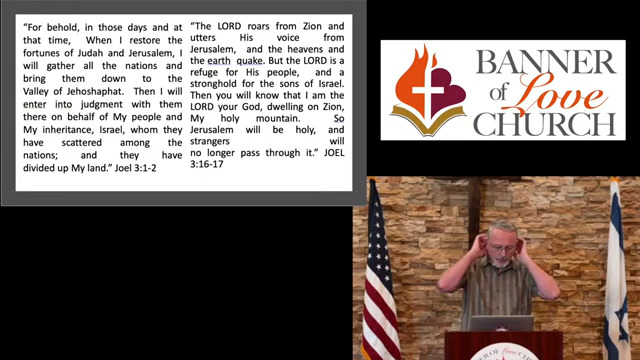 “For behold, in those days and at
that time, When I restore the
fortunes of Judah and Jerusalem, I
will gather all the nations and
bring them down to the
Valley of Jehoshaphat. Then I will
enter into judgment with them
there on behalf of My people and
My inheritance, Israel, whom they
have scattered among the
nations; and they have
divided up My land.” Joel 3:1-2
“The LORD roars from Zion and
utters His voice from
Jerusalem, and the heavens and
the earth quake. But the LORD is a
refuge for His people, and a
stronghold for the sons of Israel.
Then you will know that I am the
LORD your God, dwelling on Zion,
My holy mountain. So
Jerusalem will be holy, and
strangers will
no longer pass through it.” JOEL
3:16-17
BANNER
of Love
CHURCH